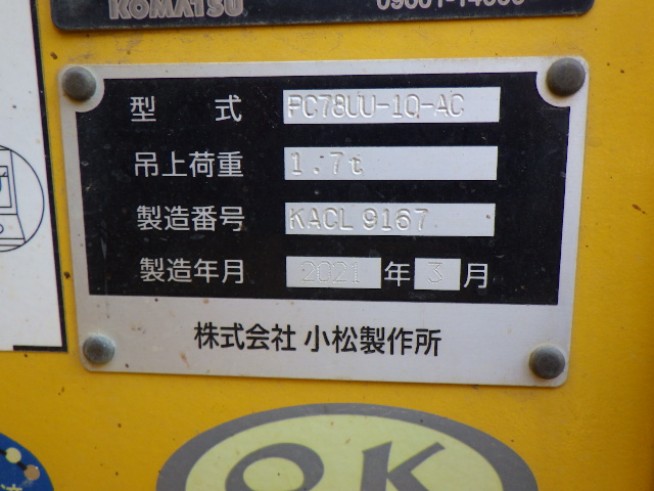 KOMATSU
型 式 PC78UU-10-AC
吊上荷重 1.7t
製造番号 KACL 9167
製造年月 2021 年 3 月
株式会社 小松製作所
OK